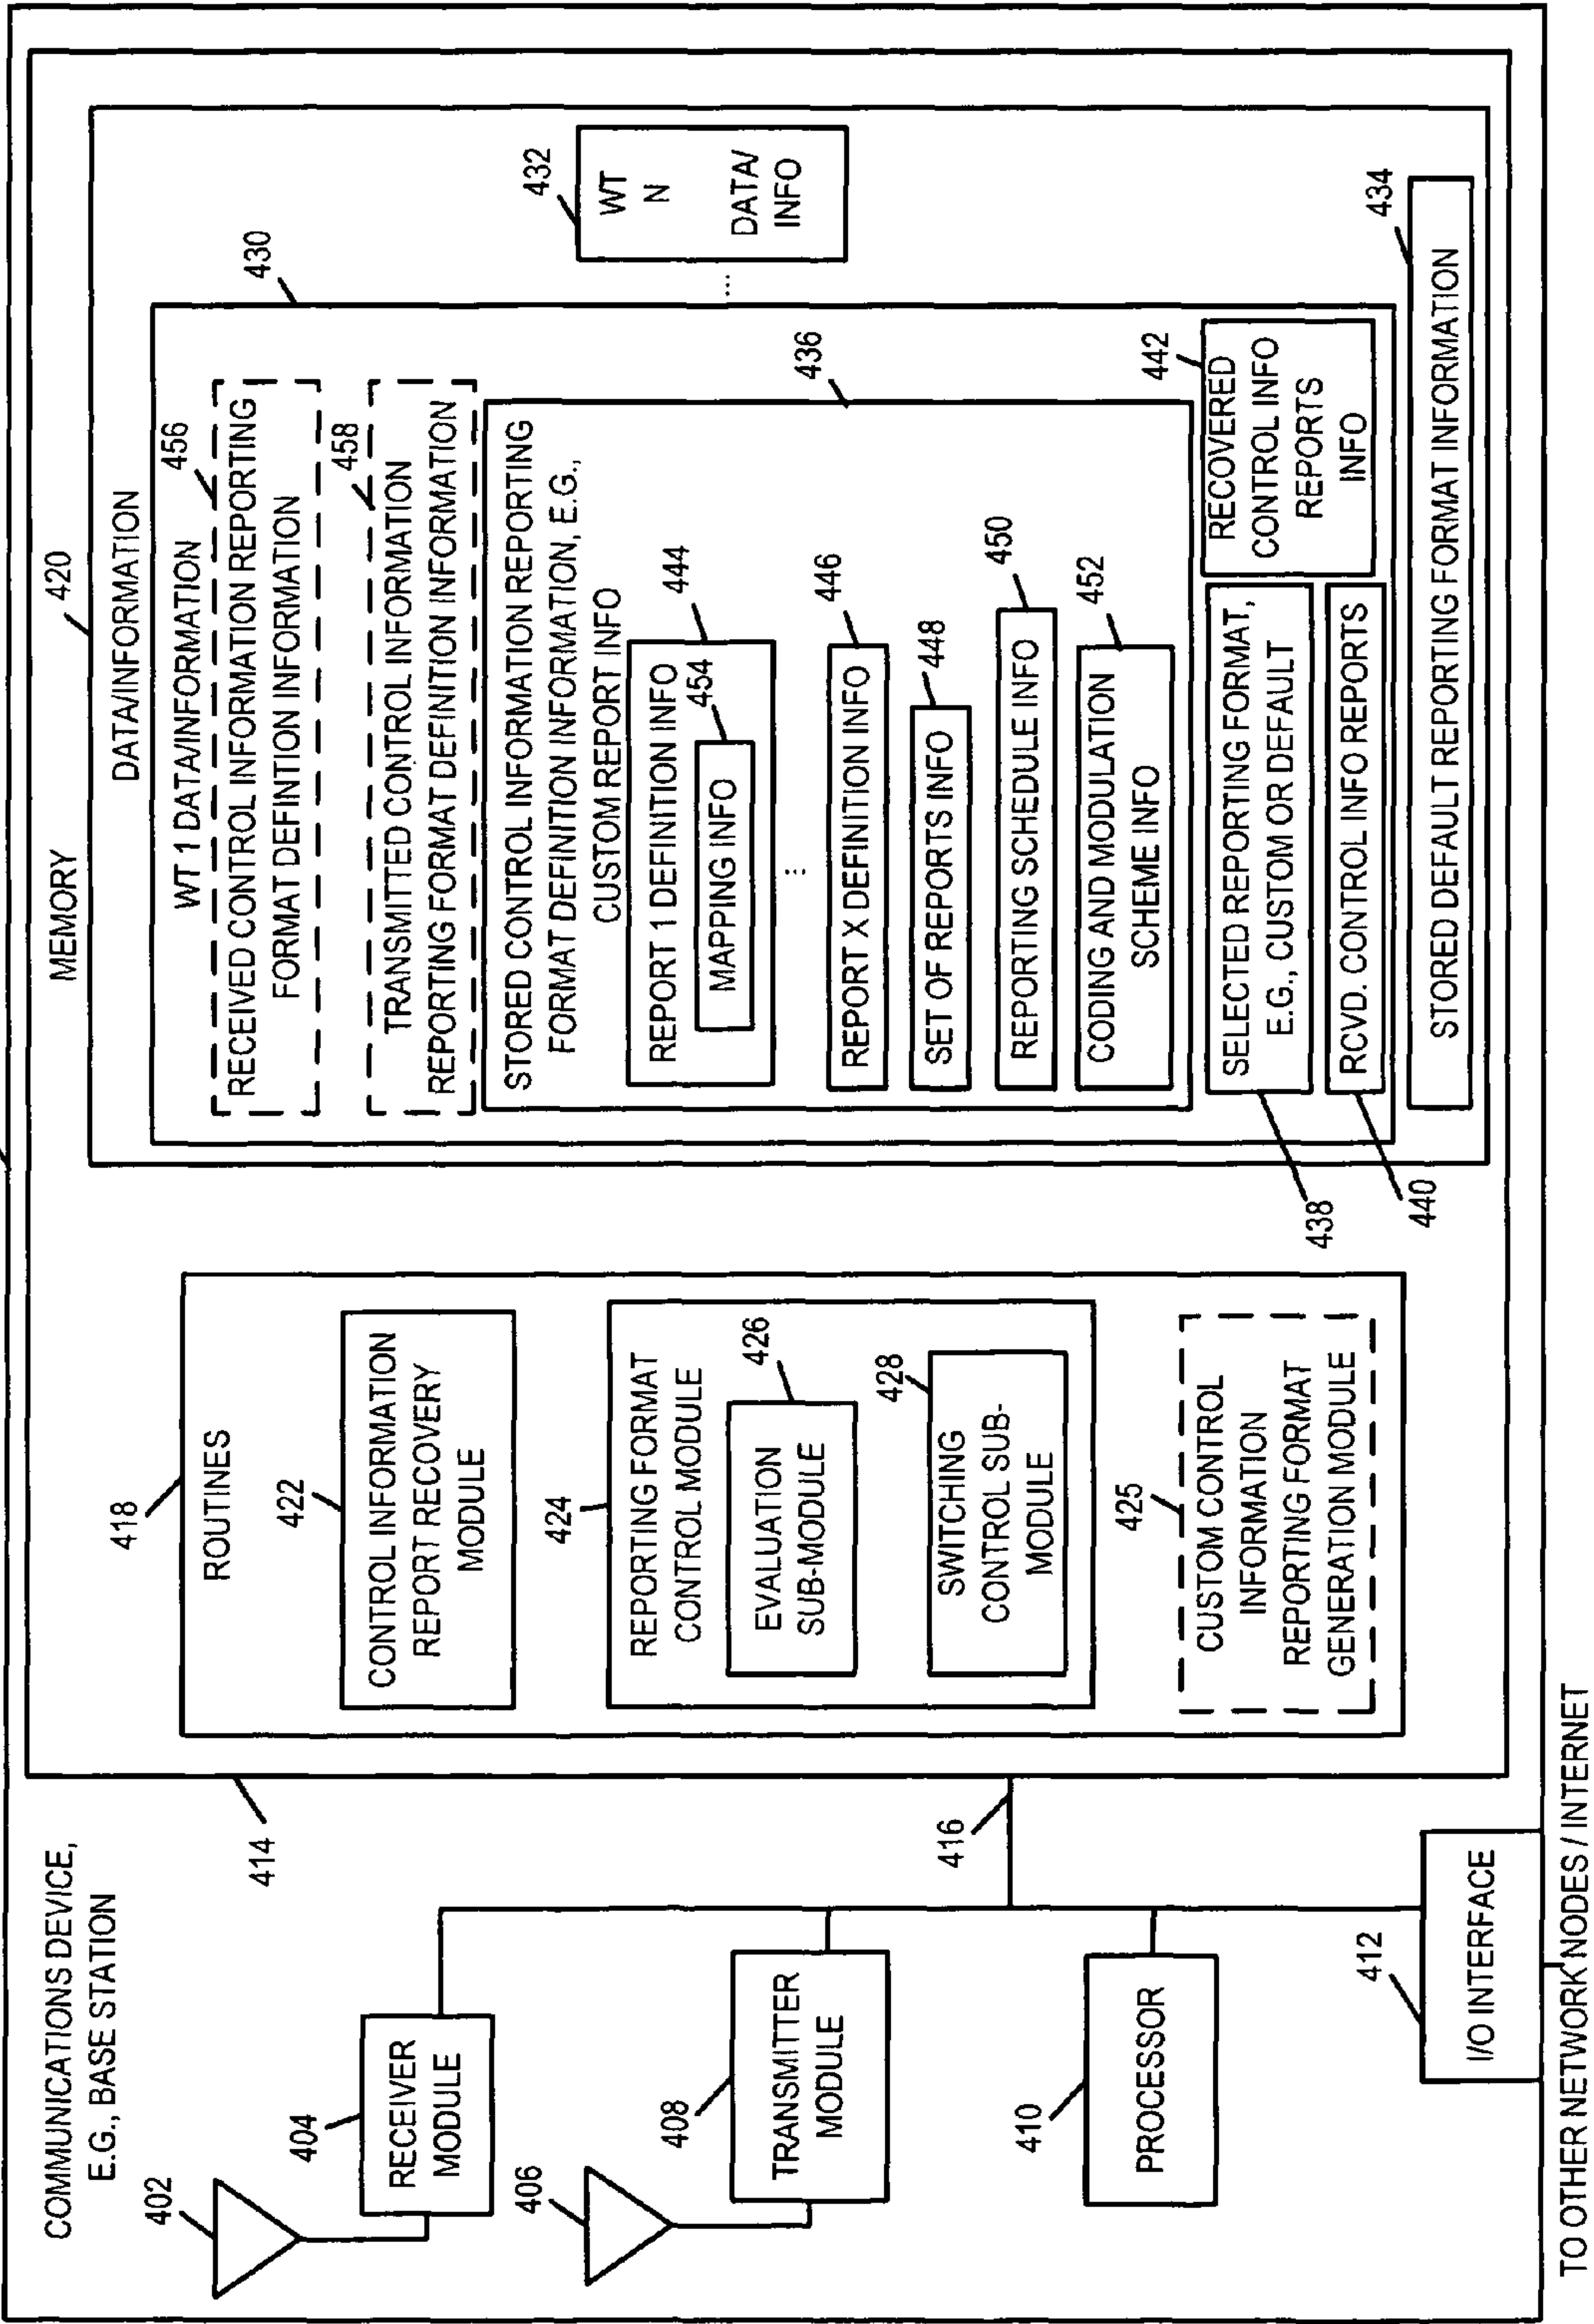 COMMUNICATIONS DEVICE,
E.G., BASE STATION
402
404
RECEIVER
MODULE
406
408
TRANSMITTER
MODULE
410
PROCESSOR
412
I/O INTERFACE
TO OTHER NETWORK NODES / INTERNET
414
416
MEMORY
418
ROUTINES
422
CONTROL INFORMATION
REPORT RECOVERY
MODULE
424
REPORTING FORMAT
CONTROL MODULE
426
EVALUATION
SUB-MODULE
428
SWITCHING
CONTROL SUB-
MODULE
425
CUSTOM CONTROL
INFORMATION
REPORTING FORMAT
GENERATION MODULE
420
DATA/INFORMATION
430
WT 1 DATA/INFORMATION
456
RECEIVED CONTROL INFORMATION REPORTING
FORMAT DEFINTION INFORMATION
458
TRANSMITTED CONTROL INFORMATION
REPORTING FORMAT DEFINITION INFORMATION
436
STORED CONTROL INFORMATION REPORTING
FORMAT DEFINITION INFORMATION, E.G.,
CUSTOM REPORT INFO
444
REPORT 1 DEFINITION INFO
454
MAPPING INFO
...
446
REPORT X DEFINITION INFO
448
SET OF REPORTS INFO
450
REPORTING SCHEDULE INFO
452
CODING AND MODULATION
SCHEME INFO
438
SELECTED REPORTING FORMAT,
E.G., CUSTOM OR DEFAULT
440
RCVD. CONTROL INFO REPORTS
442
RECOVERED
CONTROL INFO
REPORTS
INFO
...
432
WT
N
DATA/
INFO
434
STORED DEFAULT REPORTING FORMAT INFORMATION